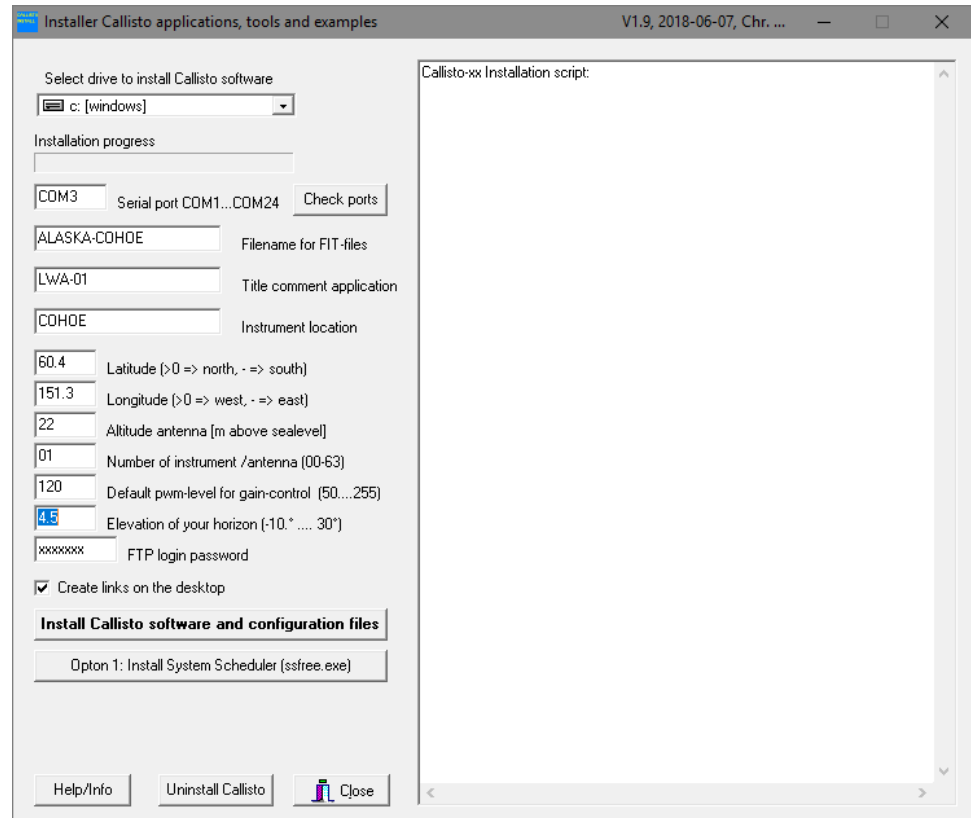 Installer Callisto applications, tools and examples V1.9, 2018-06-07, Chr. ...
Select drive to install Callisto software
c: [windows]
Installation progress
COM3 Serial port COM1...COM24 Check ports
ALASKA-COHOE Filename for FIT-files
LWA-01 Title comment application
COHOE Instrument location
60.4 Latitude (>0 => north, - => south)
151.3 Longitude (>0 => west, - => east)
22 Altitude antenna [m above sealevel]
01 Number of instrument /antenna (00-63)
120 Default pwm-level for gain-control (50....255)
4.5 Elevation of your horizon (-10.° .... 30°)
xxxxxxx FTP login password
Create links on the desktop
Install Callisto software and configuration files
Opton 1: Install System Scheduler (ssfree.exe)
Help/Info Uninstall Callisto Close
Callisto-xx Installation script: